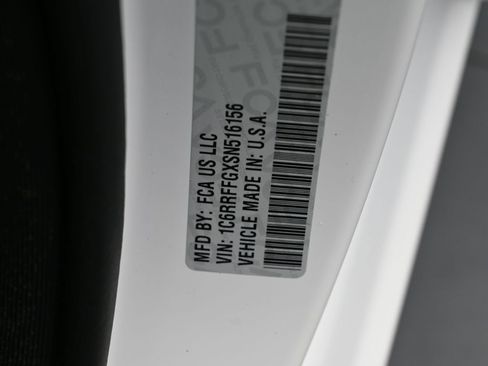 MFD BY: FCA US LLC
VIN: 1C6RRFFGXSN516156
VEHICLE MADE IN: U.S.A.